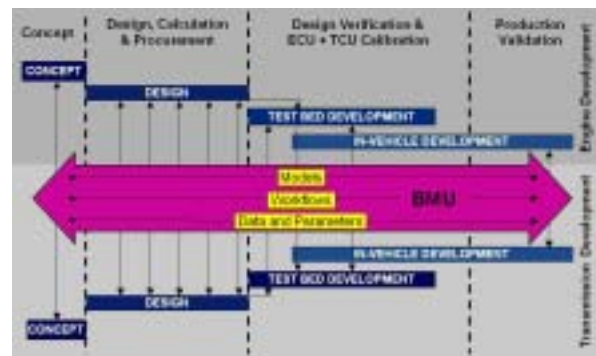 Concept
Design, Calculation
& Procurement
Design Verification &
ECU + TCU Calibration
Production
Validation
CONCEPT
DESIGN
TEST BED DEVELOPMENT
IN-VEHICLE DEVELOPMENT
Engine Development
Models
Workflows
BMU
Data and Parameters
IN-VEHICLE DEVELOPMENT
TEST BED DEVELOPMENT
DESIGN
CONCEPT
Transmission Development